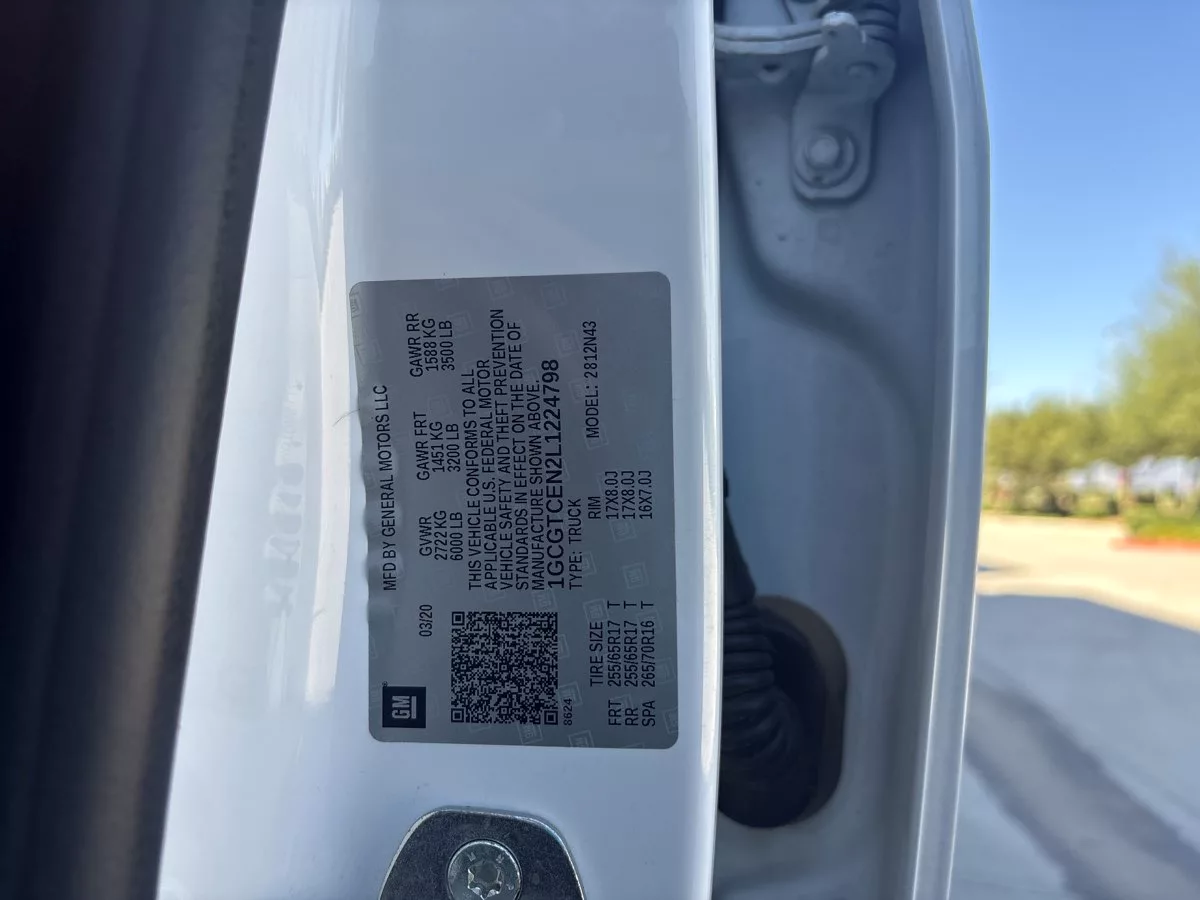 GM
MFD BY GENERAL MOTORS LLC
03/20
GVWR GAWR FRT GAWR RR
2722 KG 1451 KG 1588 KG
6000 LB 3200 LB 3500 LB
THIS VEHICLE CONFORMS TO ALL
APPLICABLE U.S. FEDERAL MOTOR
VEHICLE SAFETY AND THEFT PREVENTION
STANDARDS IN EFFECT ON THE DATE OF
MANUFACTURE SHOWN ABOVE.
1GCGTCEN2L1224798
8624
TYPE: TRUCK MODEL: 2812N43
TIRE SIZE RIM
FRT 255/65R17 T 17X8.0J
RR 255/65R17 T 17X8.0J
SPA 265/70R16 T 16X7.0J